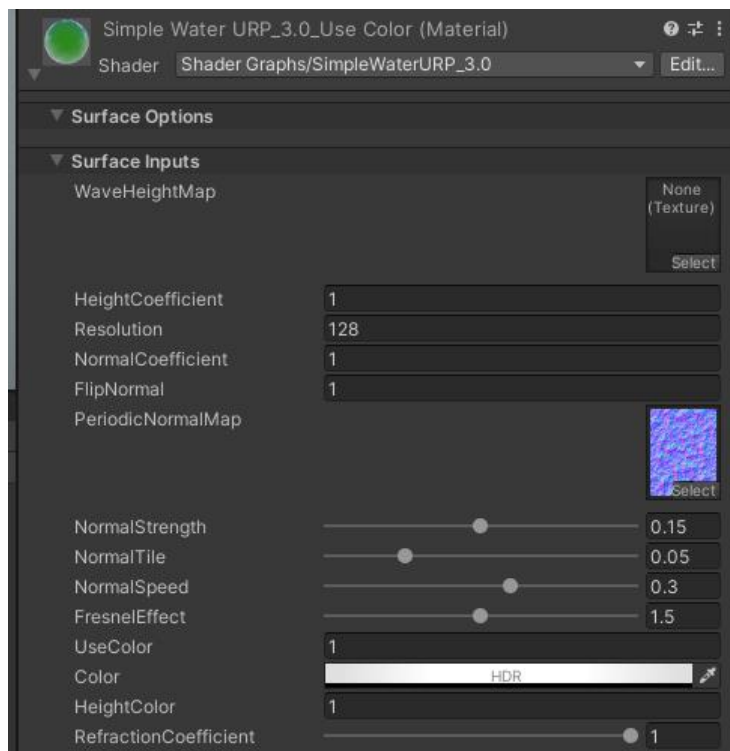 Simple Water URP_3.0_Use Color (Material)
Shader Shader Graphs/SimpleWaterURP_3.0 Edit...
Surface Options
Surface Inputs
WaveHeightMap
None
(Texture)
Select
HeightCoefficient 1
Resolution 128
NormalCoefficient 1
FlipNormal 1
PeriodicNormalMap
Select
NormalStrength 0.15
NormalTile 0.05
NormalSpeed 0.3
FresnelEffect 1.5
UseColor 1
Color HDR
HeightColor 1
RefractionCoefficient 1